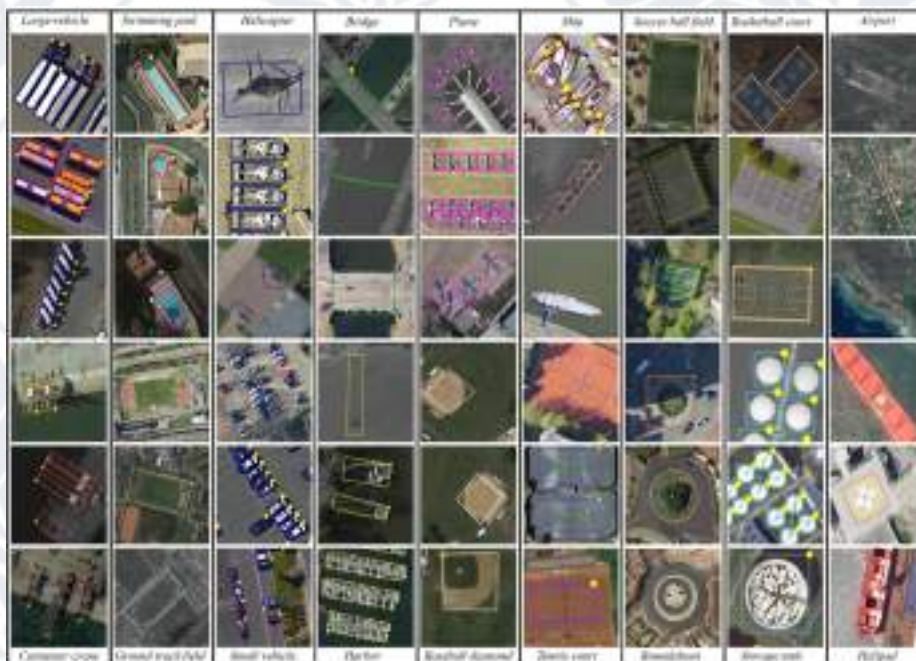 Large-vehicle Swimming pool Helicopter Bridge Plane Ship Soccer ball field Basketball court Airport
Container crane Ground track field Small vehicle Harbor Baseball diamond Tennis court Roundabout Storage tank Helipad